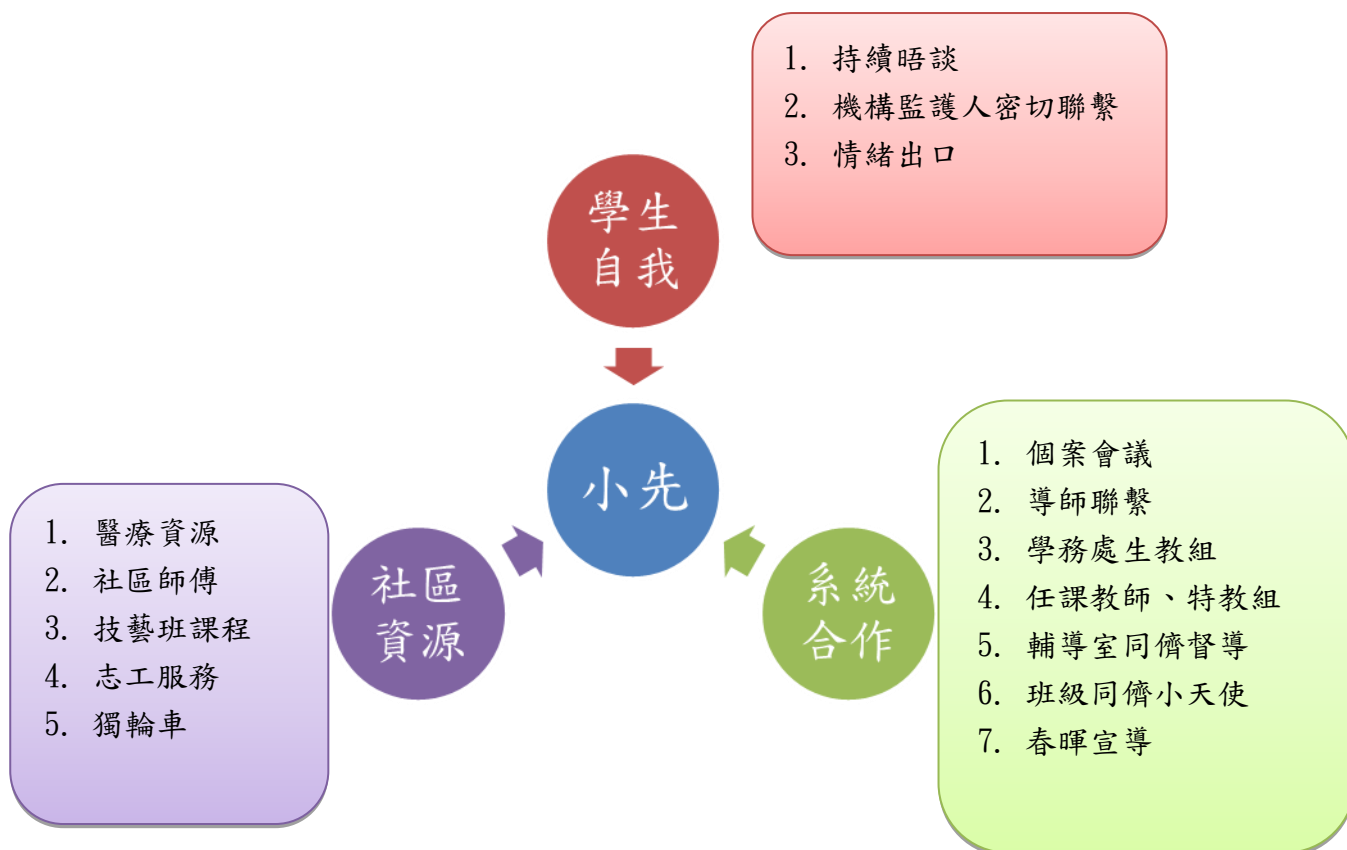 1. 持續晤談
2. 機構監護人密切聯繫
3. 情緒出口
學生
自我
小先
1. 醫療資源
2. 社區師傅
3. 技藝班課程
4. 志工服務
5. 獨輪車
社區
資源
系統
合作
1. 個案會議
2. 導師聯繫
3. 學務處生教組
4. 任課教師、特教組
5. 輔導室同儕督導
6. 班級同儕小天使
7. 春暉宣導